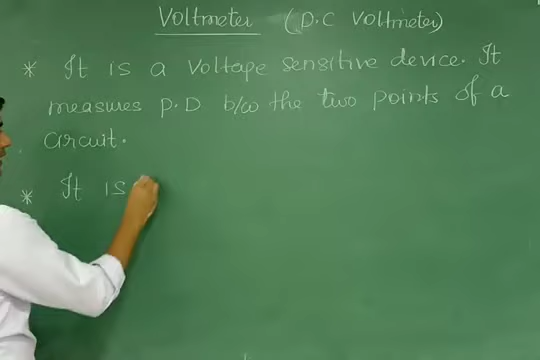 Voltmeter (D.C Voltmeter)
* It is a Voltage sensitive device. It
measures P.D b/w the two points of a
circuit.
* It is